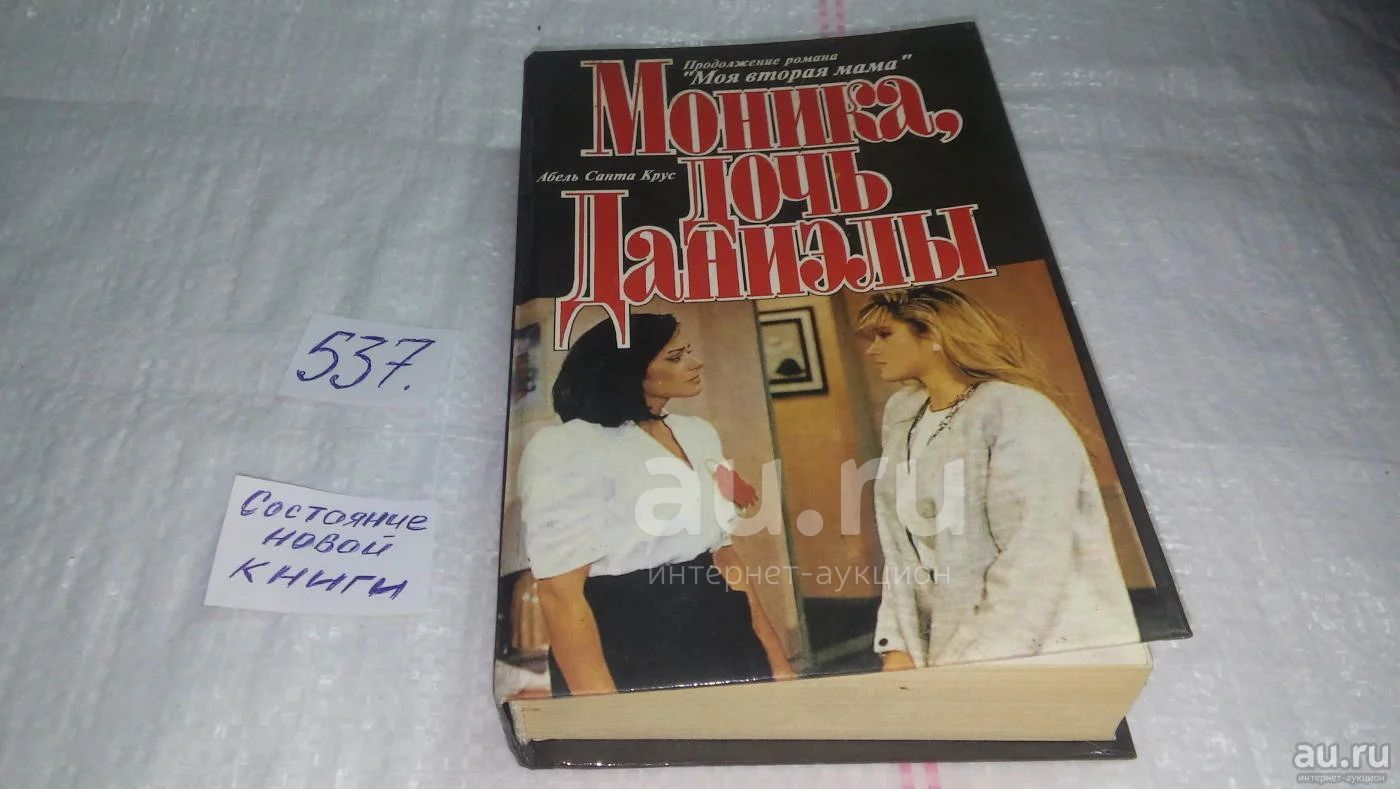 Продолжение романа
"Моя вторая мама"
Моника,
дочь
Абель Санта Крус
Даниэлы
537.
Состояние
новой
книги
au.ru
интернет-аукцион
au.ru
интернет-аукцион